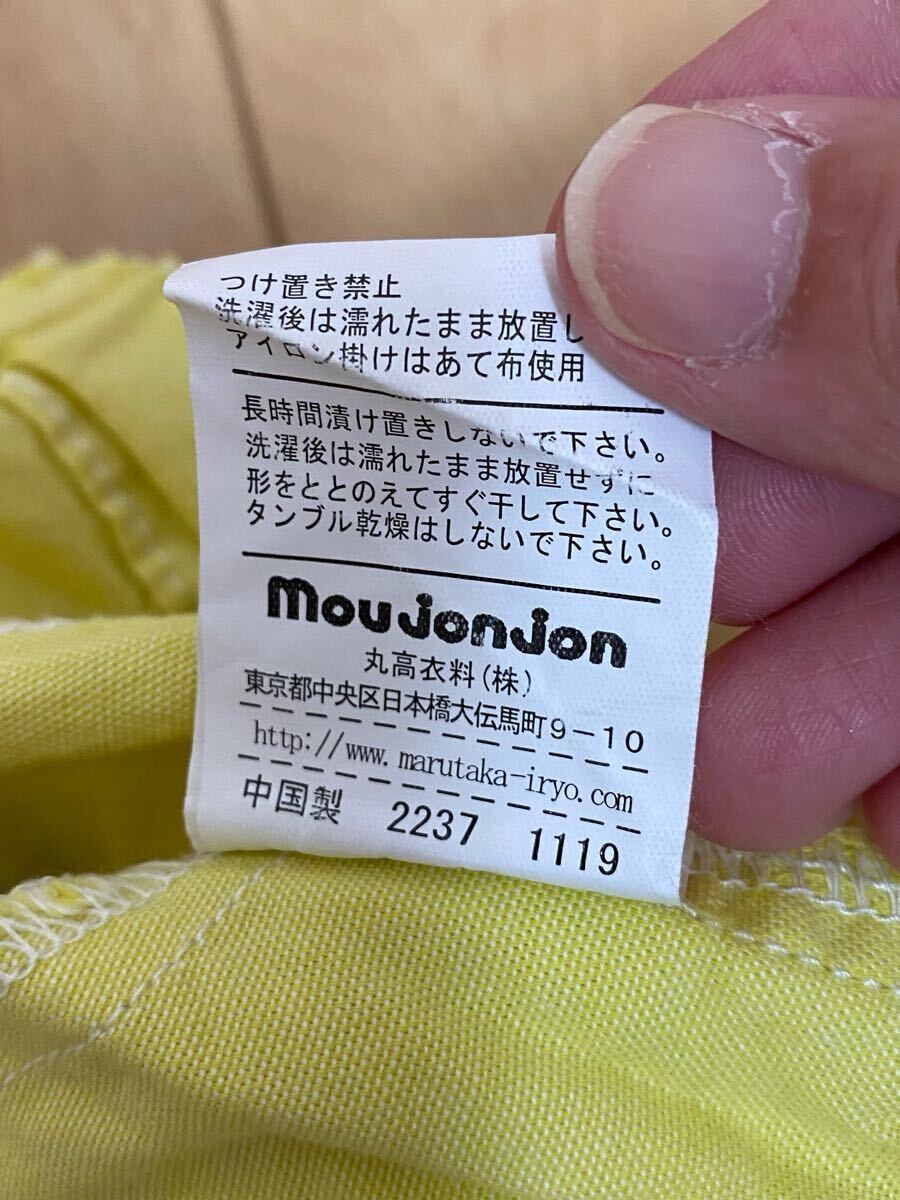 つけ置き禁止
洗濯後は濡れたまま放置し
アイロン掛けはあて布使用
長時間漬け置きしないで下さい。
洗濯後は濡れたまま放置せずに
形をととのえてすぐ干して下さい。
タンブル乾燥はしないで下さい。
moujonjon
丸高衣料(株)
東京都中央区日本橋大伝馬町9-10
http://www.marutaka-iryo.com
中国製 2237 1119